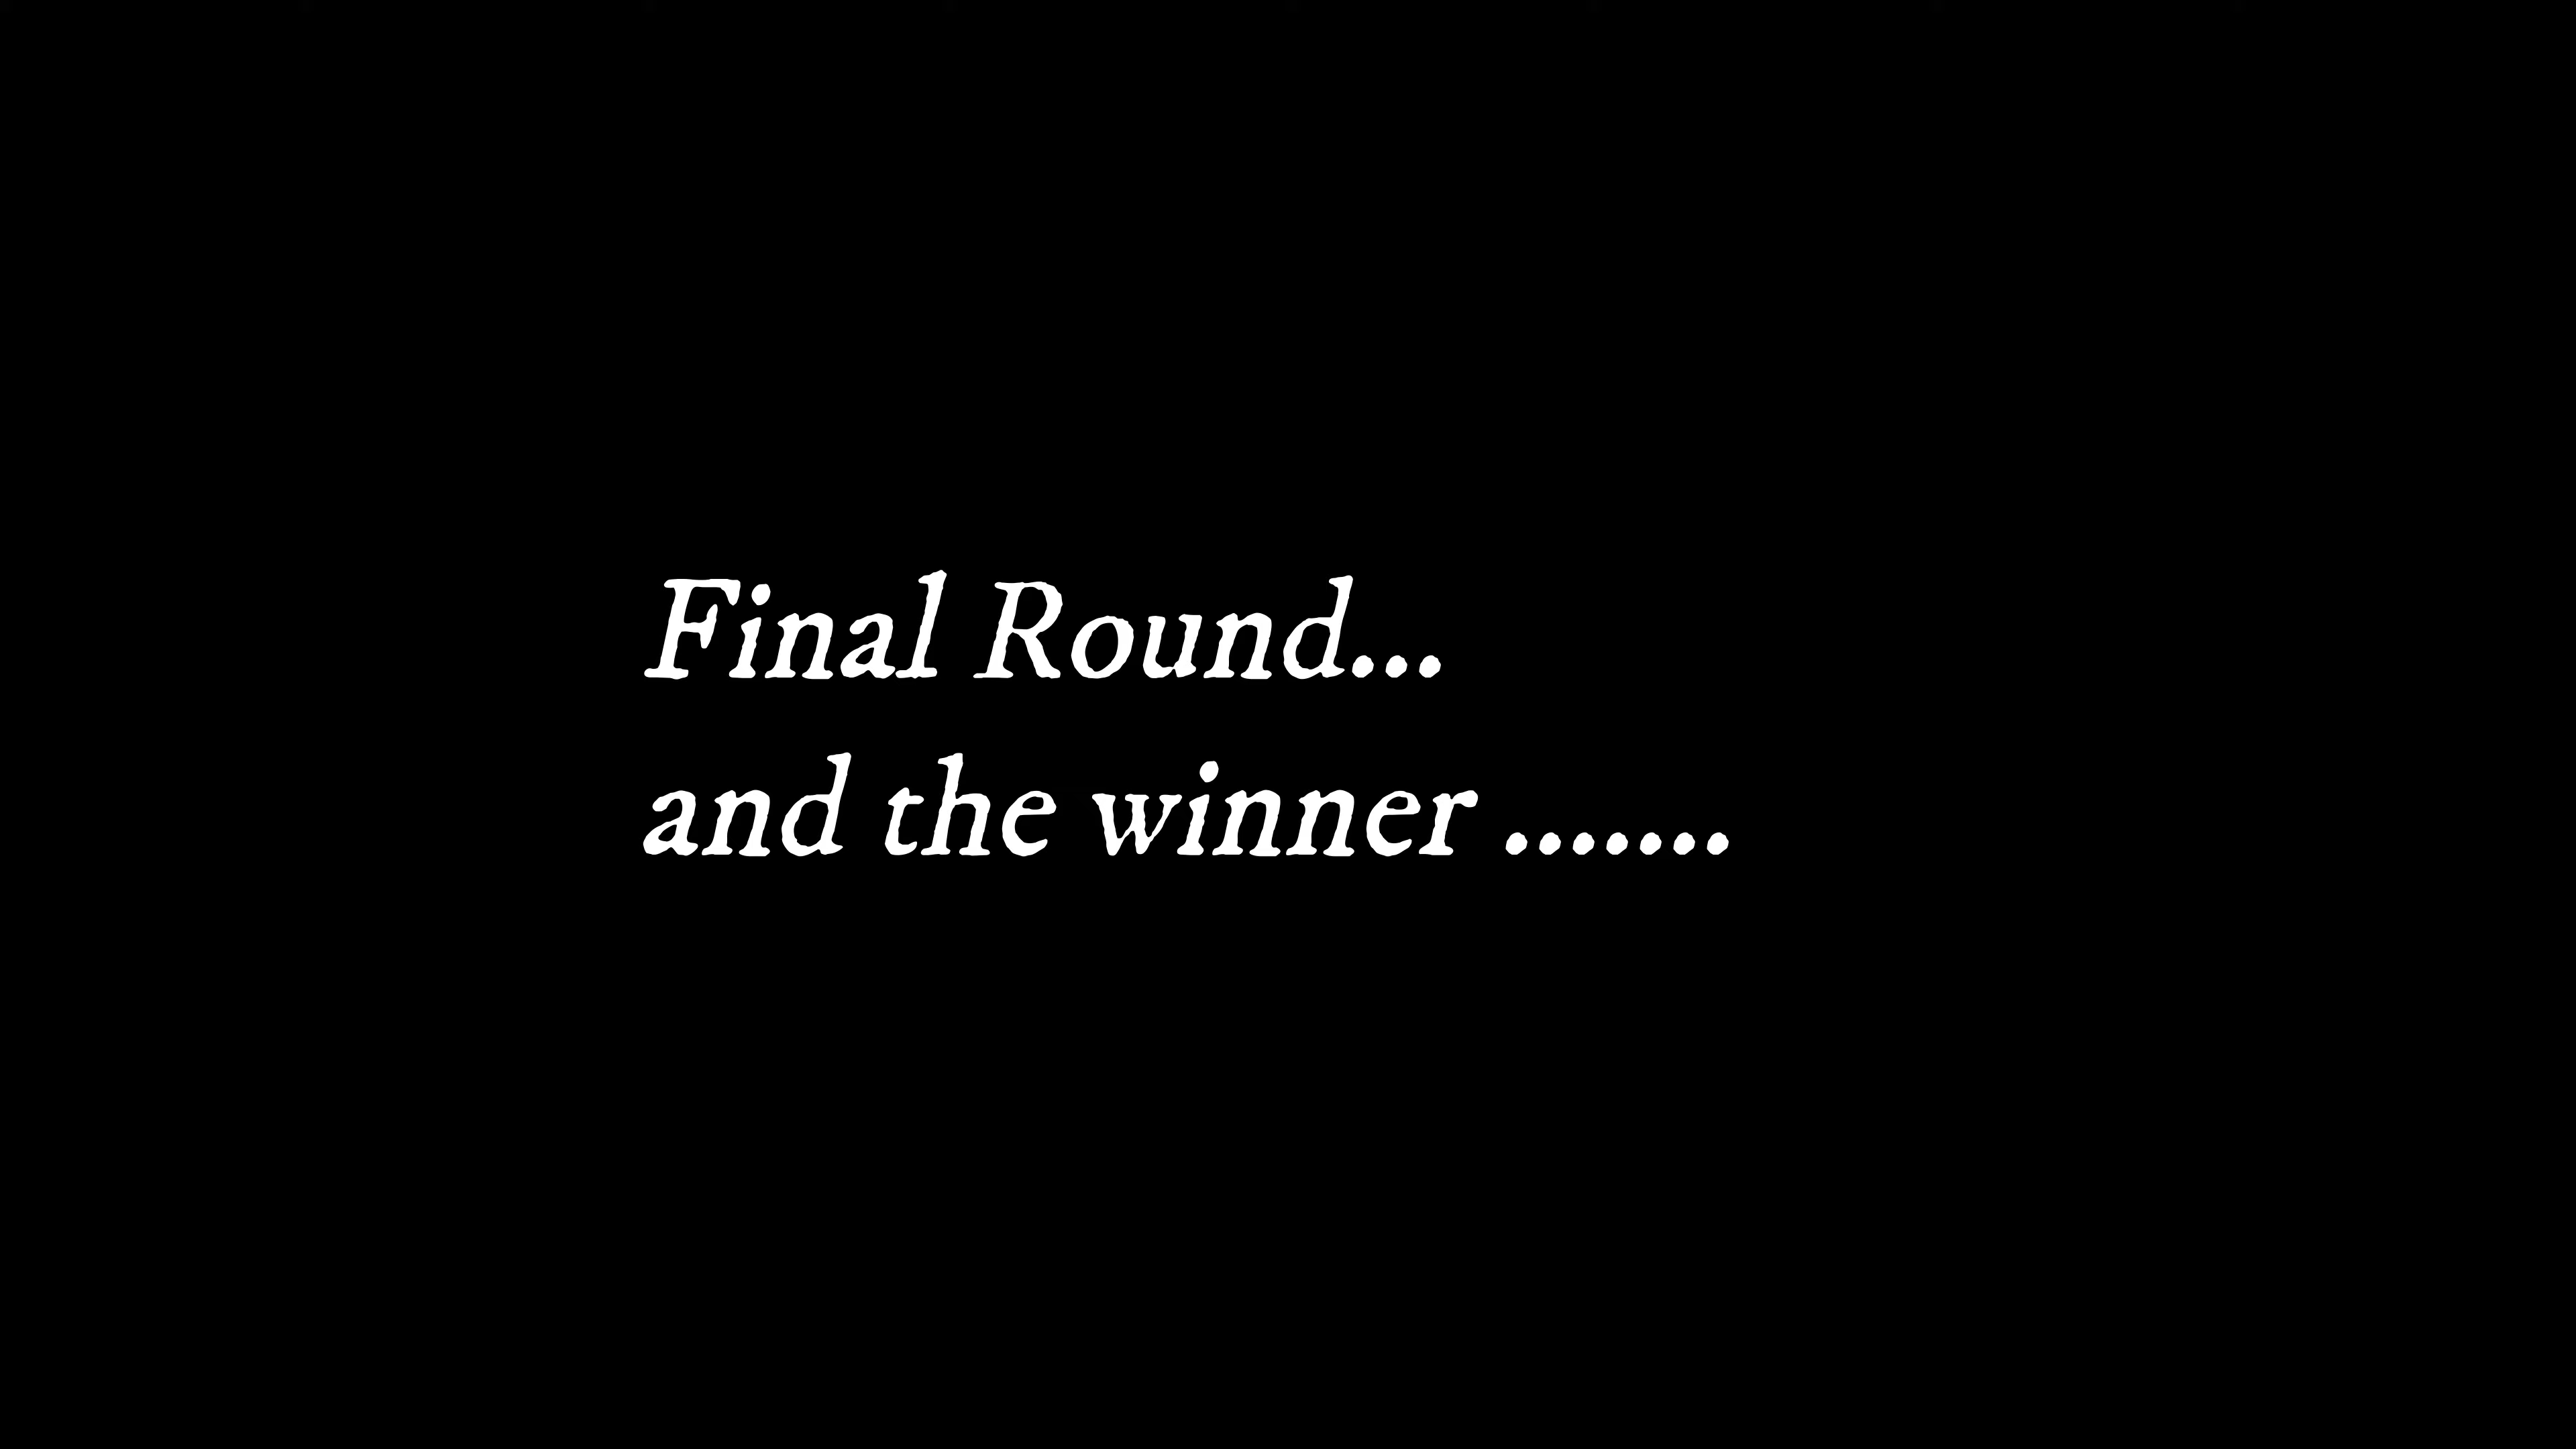 Final Round...
and the winner .......